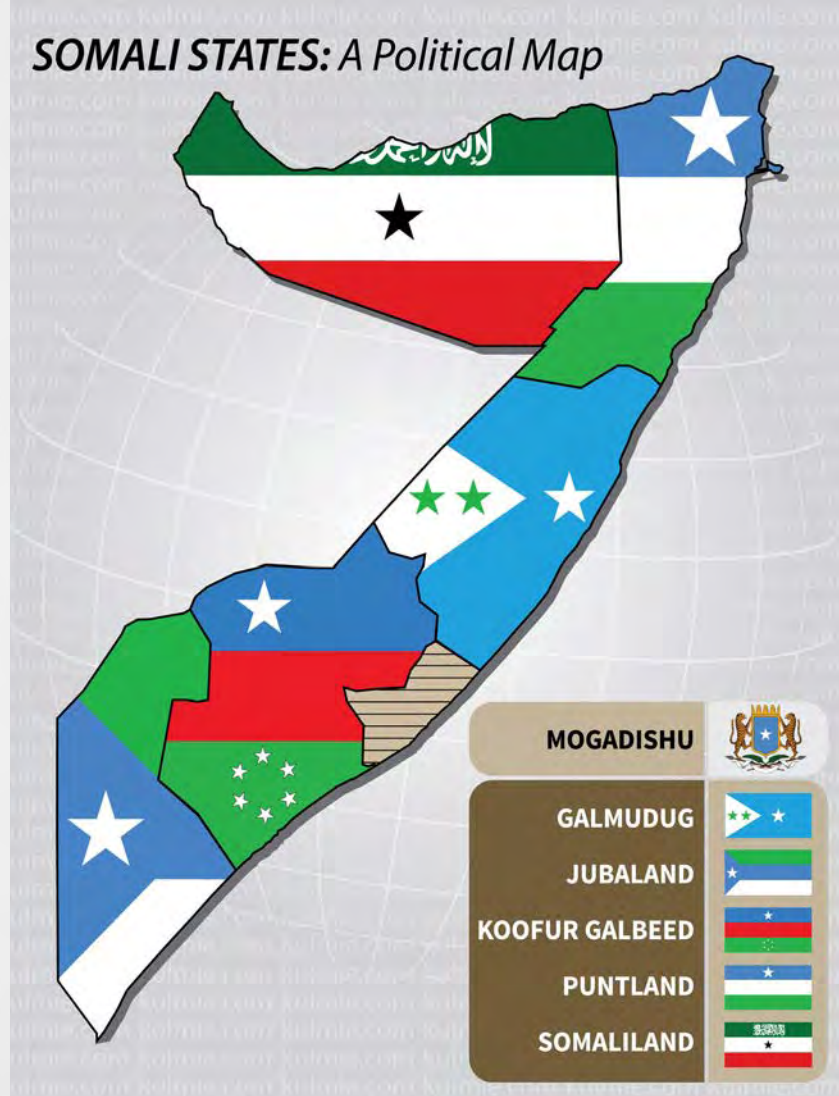 SOMALI STATES: A Political Map
MOGADISHU
GALMUDUG
JUBALAND
KOOFUR GALBEED
PUNTLAND
SOMALILAND